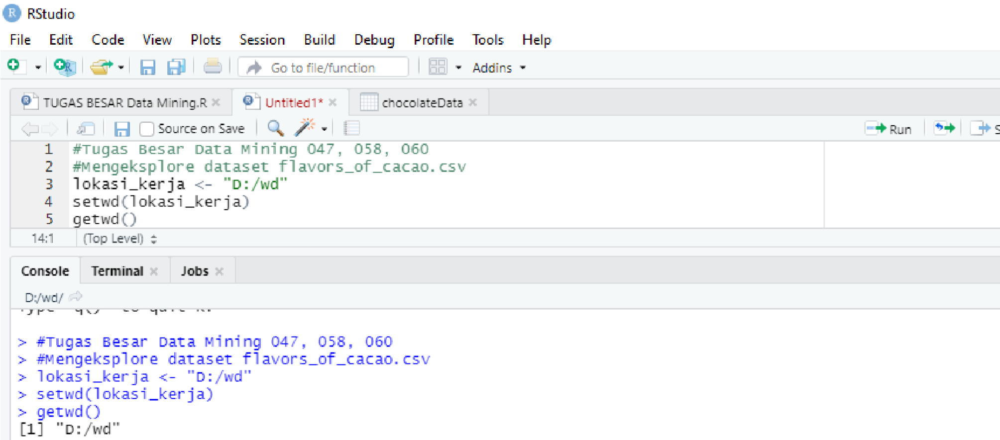 RStudio
File Edit Code View Plots Session Build Debug Profile Tools Help
Go to file/function Addins
TUGAS BESAR Data Mining.R Untitled1* chocolateData
Source on Save Run
1 #Tugas Besar Data Mining 047, 058, 060
2 #Mengeksplore dataset flavors_of_cacao.csv
3 lokasi_kerja <- "D:/wd"
4 setwd(lokasi_kerja)
5 getwd()
14:1 (Top Level)
Console Terminal Jobs
D:/wd/
> #Tugas Besar Data Mining 047, 058, 060
> #Mengeksplore dataset flavors_of_cacao.csv
> lokasi_kerja <- "D:/wd"
> setwd(lokasi_kerja)
> getwd()
[1] "D:/wd"